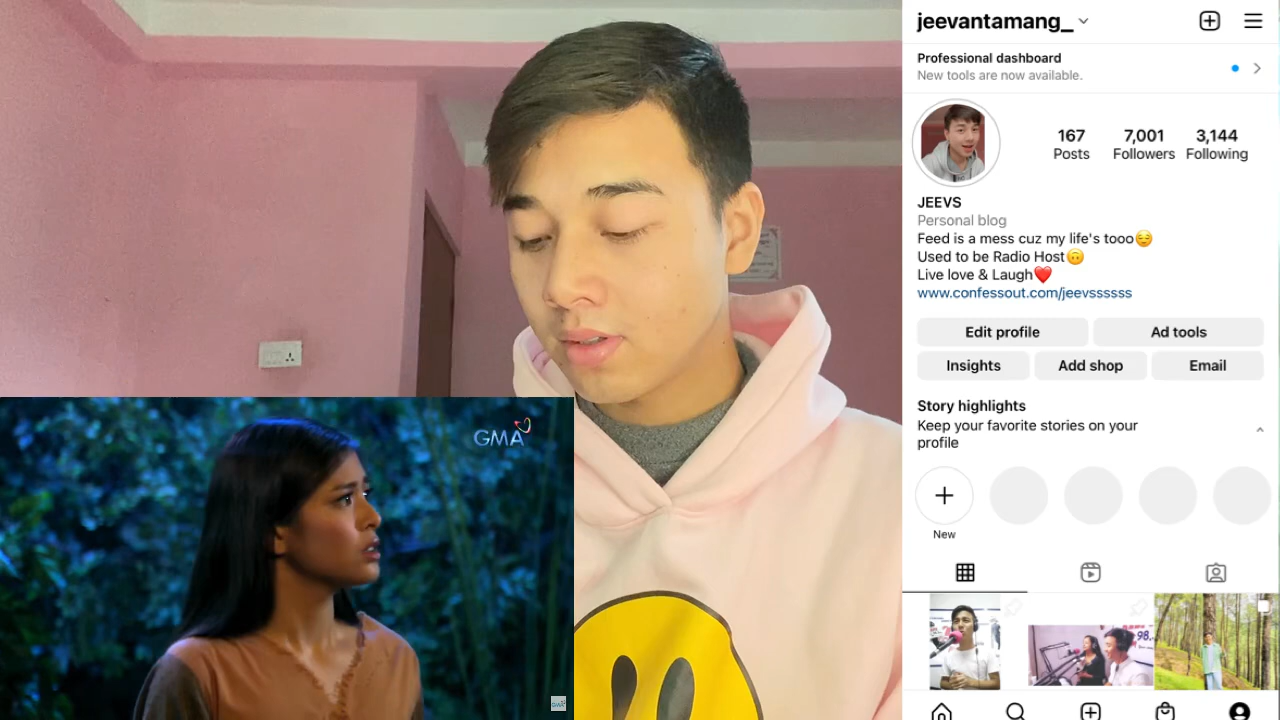 jeevantamang_
Professional dashboard
New tools are now available.
167
Posts
7,001
Followers
3,144
Following
JEEVS
Personal blog
Feed is a mess cuz my life's tooo😌
Used to be Radio Host🙃
Live love & Laugh❤️
www.confessout.com/jeevssssss
Edit profile
Ad tools
Insights
Add shop
Email
Story highlights
Keep your favorite stories on your
profile
New
98.
GMA
GMA